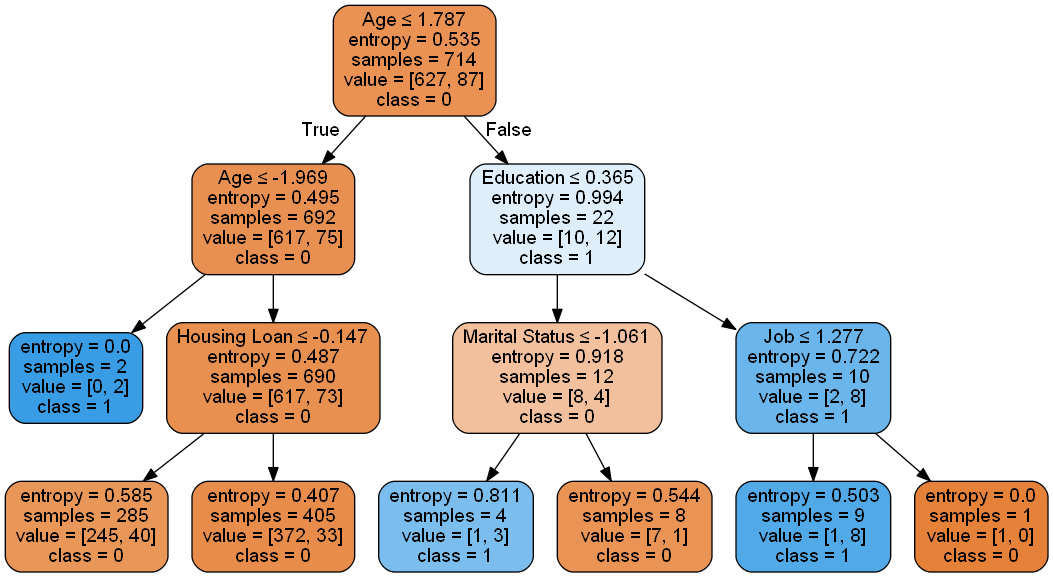 Age ≤ 1.787
entropy = 0.535
samples = 714
value = [627, 87]
class = 0
True
False
Age ≤ -1.969
entropy = 0.495
samples = 692
value = [617, 75]
class = 0
Education ≤ 0.365
entropy = 0.994
samples = 22
value = [10, 12]
class = 1
entropy = 0.0
samples = 2
value = [0, 2]
class = 1
Housing Loan ≤ -0.147
entropy = 0.487
samples = 690
value = [617, 73]
class = 0
Marital Status ≤ -1.061
entropy = 0.918
samples = 12
value = [8, 4]
class = 0
Job ≤ 1.277
entropy = 0.722
samples = 10
value = [2, 8]
class = 1
entropy = 0.585
samples = 285
value = [245, 40]
class = 0
entropy = 0.407
samples = 405
value = [372, 33]
class = 0
entropy = 0.811
samples = 4
value = [1, 3]
class = 1
entropy = 0.544
samples = 8
value = [7, 1]
class = 0
entropy = 0.503
samples = 9
value = [1, 8]
class = 1
entropy = 0.0
samples = 1
value = [1, 0]
class = 0